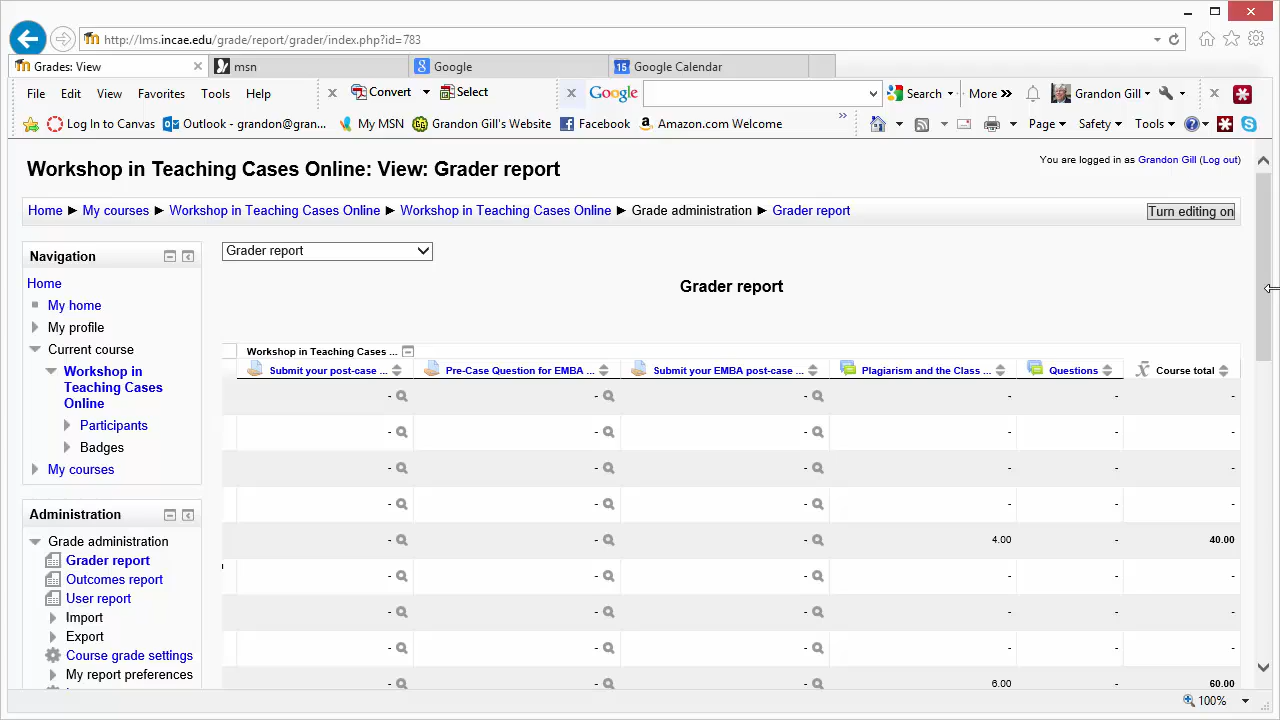 http://lms.incae.edu/grade/report/grader/index.php?id=783
Grades: View
msn
Google
15 Google Calendar
File Edit View Favorites Tools Help
Convert Select
Google Search More Grandon Gill
Log In to Canvas Outlook - grandon@gran... My MSN Grandon Gill's Website Facebook Amazon.com Welcome
Page Safety Tools
Workshop in Teaching Cases Online: View: Grader report
You are logged in as Grandon Gill (Log out)
Home ► My courses ► Workshop in Teaching Cases Online ► Workshop in Teaching Cases Online ► Grade administration ► Grader report
Turn editing on
Navigation
Home
My home
My profile
Current course
Workshop in
Teaching Cases
Online
Participants
Badges
My courses
Administration
Grade administration
Grader report
Outcomes report
User report
Import
Export
Course grade settings
My report preferences
Grader report
Grader report
Workshop in Teaching Cases ...
Submit your post-case ... Pre-Case Question for EMBA ... Submit your EMBA post-case ... Plagiarism and the Class ... Questions Course total
- - - - - -
- - - - - -
- - - - - -
- - - - - -
- - - 4.00 - 40.00
- - - - - -
- - - - - -
- - - - - -
- - - 6.00 - 60.00
100%